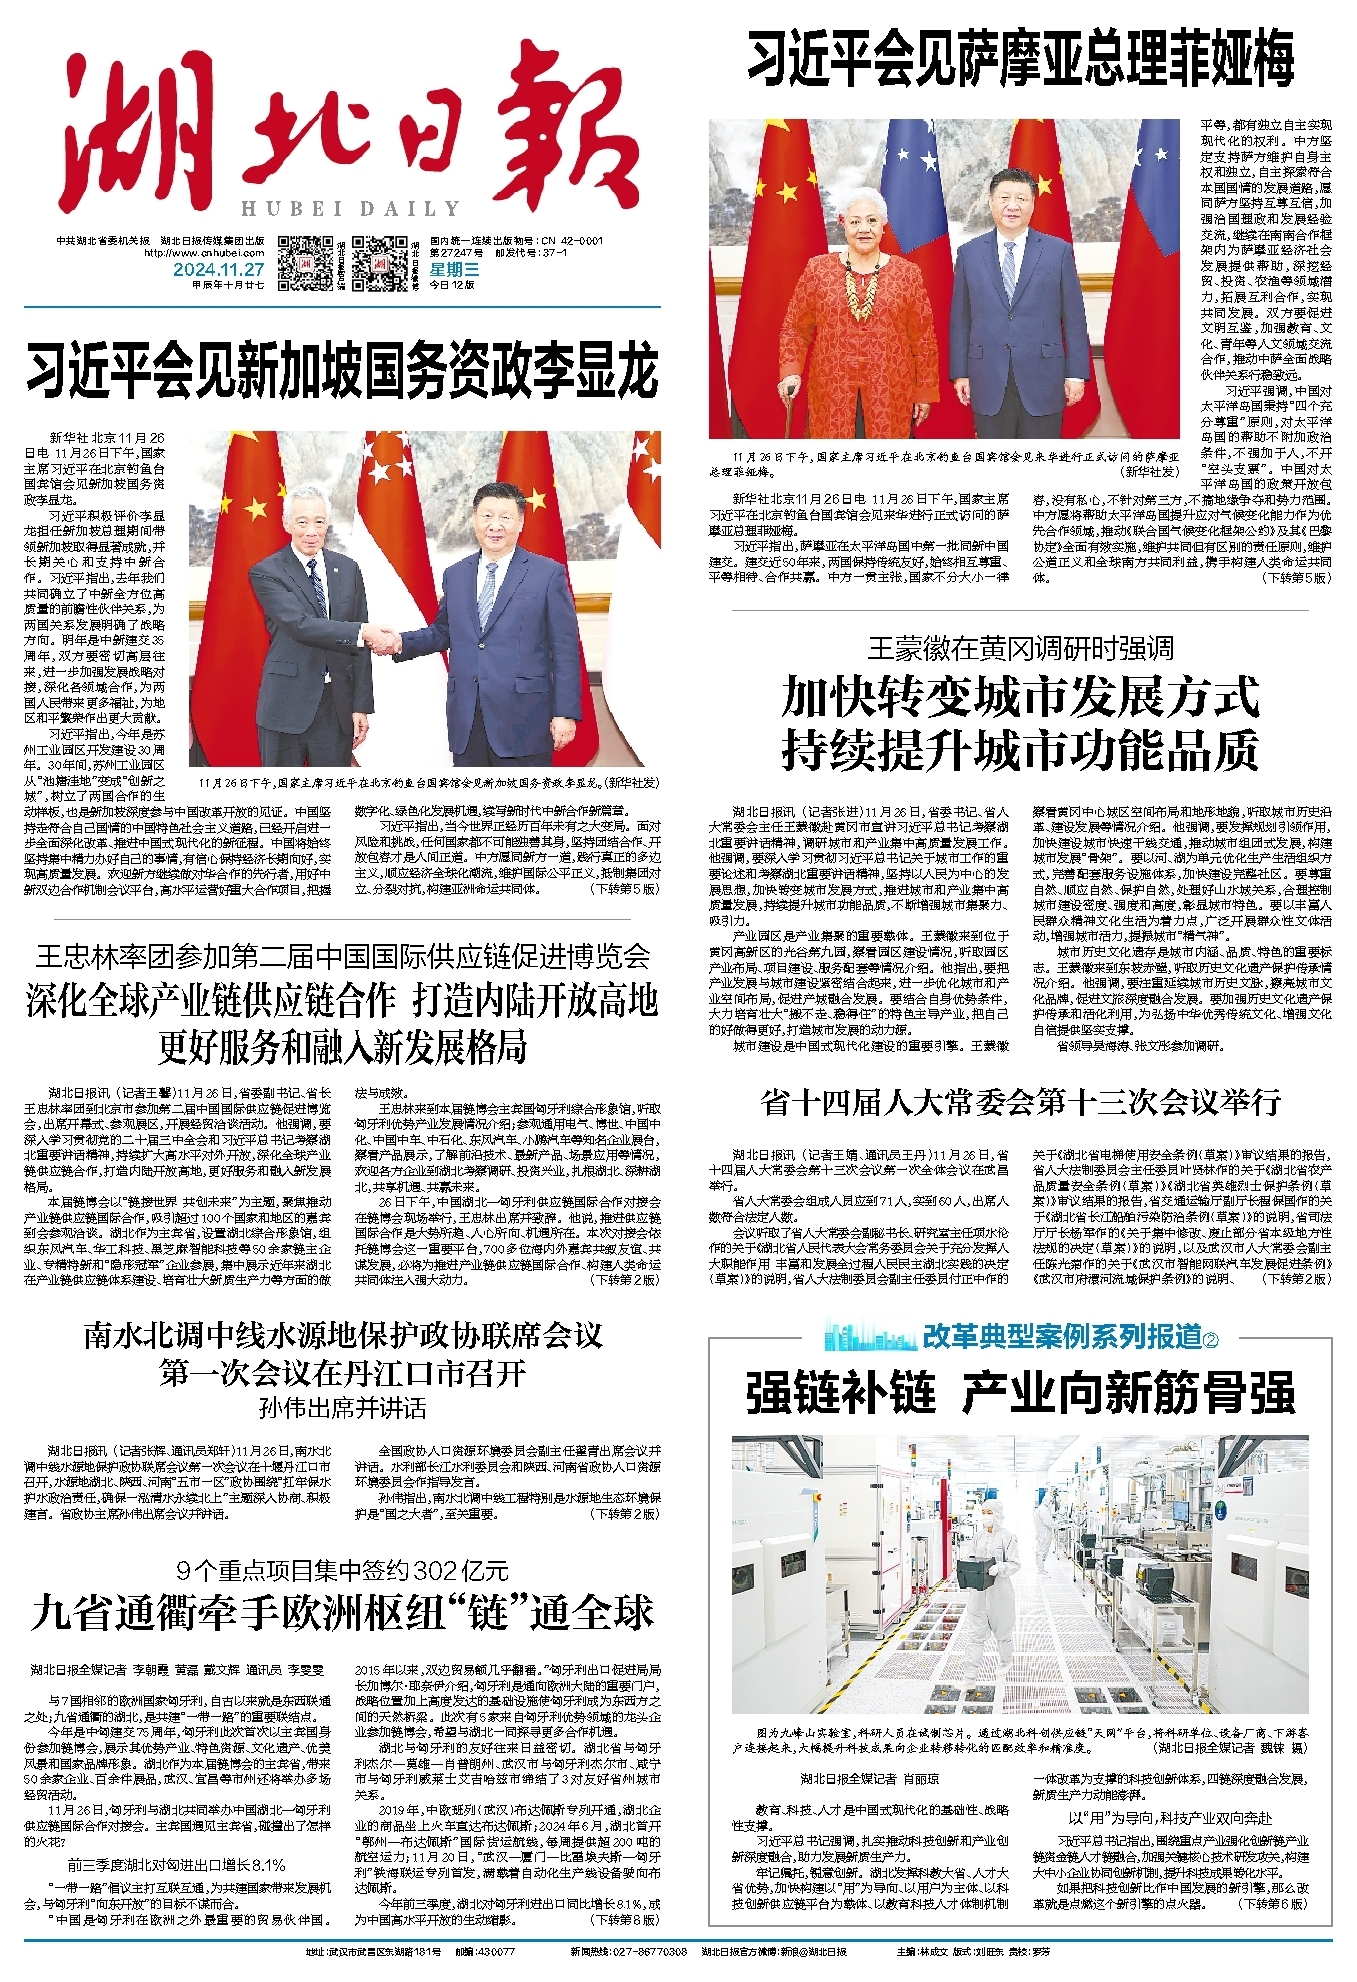 湖北日報
HUBEI DAILY
中共湖北省委机关报 湖北日报传媒集团出版
http://www.cnhubei.com
2024.11.27
甲辰年十月廿七
国内统一连续出版物号：CN 42-0001
第27247号 邮发代号：37-1
星期三
今日12版
习近平会见新加坡国务资政李显龙
新华社北京11月26
日电 11月26日下午，国家
主席习近平在北京钓鱼台
国宾馆会见新加坡国务资
政李显龙。
习近平积极评价李显
龙担任新加坡总理期间带
领新加坡取得显著成就，并
长期关心和支持中新合
作。习近平指出，去年我们
共同确立了中新全方位高
质量的前瞻性伙伴关系，为
两国关系发展明确了战略
方向。明年是中新建交35
周年，双方要密切高层往
来，进一步加强发展战略对
接，深化各领域合作，为两
国人民带来更多福祉，为地
区和平繁荣作出更大贡献。
习近平指出，今年是苏
州工业园区开发建设30周
年。30年间，苏州工业园区
从“池塘洼地”变成“创新之
城”，树立了两国合作的生
11月26日下午，国家主席习近平在北京钓鱼台国宾馆会见新加坡国务资政李显龙。（新华社发）
动样板，也是新加坡深度参与中国改革开放的见证。中国坚
持走符合自己国情的中国特色社会主义道路，已经开启进一
步全面深化改革、推进中国式现代化的新征程。中国将始终
坚持集中精力办好自己的事情，有信心保持经济长期向好，实
现高质量发展。欢迎新方继续做对华合作的先行者，用好中
新双边合作机制会议平台，高水平运营好重大合作项目，把握
数字化、绿色化发展机遇，续写新时代中新合作新篇章。
习近平指出，当今世界正经历百年未有之大变局。面对
风险和挑战，任何国家都不可能独善其身，坚持团结合作、开
放包容才是人间正道。中方愿同新方一道，践行真正的多边
主义，顺应经济全球化潮流，维护国际公平正义，抵制集团对
立、分裂对抗，构建亚洲命运共同体。（下转第5版）
王忠林率团参加第二届中国国际供应链促进博览会
深化全球产业链供应链合作 打造内陆开放高地
更好服务和融入新发展格局
湖北日报讯（记者王馨）11月26日，省委副书记、省长
王忠林率团到北京市参加第二届中国国际供应链促进博览
会，出席开幕式、参观展区，开展经贸洽谈活动。他强调，要
深入学习贯彻党的二十届三中全会和习近平总书记考察湖
北重要讲话精神，持续扩大高水平对外开放，深化全球产业
链供应链合作，打造内陆开放高地，更好服务和融入新发展
格局。
本届链博会以“链接世界 共创未来”为主题，聚焦推动
产业链供应链国际合作，吸引超过100个国家和地区的嘉宾
到会参观洽谈。湖北作为主宾省，设置湖北综合形象馆，组
织东风汽车、华工科技、黑芝麻智能科技等50余家链主企
业、专精特新和“隐形冠军”企业参展，集中展示近年来湖北
在产业链供应链体系建设、培育壮大新质生产力等方面的做
法与成效。
王忠林来到本届链博会主宾国匈牙利综合形象馆，听取
匈牙利优势产业发展情况介绍；参观通用电气、博世、中国中
化、中国中车、中石化、东风汽车、小鹏汽车等知名企业展台，
察看产品展示，了解前沿技术、最新产品、场景应用等情况，
欢迎各方企业到湖北考察调研、投资兴业，扎根湖北、深耕湖
北，共享机遇、共赢未来。
26日下午，中国湖北—匈牙利供应链国际合作对接会
在链博会现场举行，王忠林出席并致辞。他说，推进供应链
国际合作是大势所趋、人心所向、机遇所在。本次对接会依
托链博会这一重要平台，700多位海内外嘉宾共叙友谊、共
谋发展，必将为推进产业链供应链国际合作、构建人类命运
共同体注入强大动力。（下转第2版）
南水北调中线水源地保护政协联席会议
第一次会议在丹江口市召开
孙伟出席并讲话
湖北日报讯（记者张辉、通讯员郑轩）11月26日，南水北
调中线水源地保护政协联席会议第一次会议在十堰丹江口市
召开，水源地湖北、陕西、河南“五市一区”政协围绕“扛牢保水
护水政治责任，确保一泓清水永续北上”主题深入协商、积极
建言。省政协主席孙伟出席会议并讲话。
全国政协人口资源环境委员会副主任翟青出席会议并
讲话。水利部长江水利委员会和陕西、河南省政协人口资源
环境委员会作指导发言。
孙伟指出，南水北调中线工程特别是水源地生态环境保
护是“国之大者”，至关重要。（下转第2版）
9个重点项目集中签约302亿元
九省通衢牵手欧洲枢纽“链”通全球
湖北日报全媒记者 李朝霞 黄磊 戴文辉 通讯员 李雯雯
与7国相邻的欧洲国家匈牙利，自古以来就是东西联通
之处；九省通衢的湖北，是共建“一带一路”的重要联结点。
今年是中匈建交75周年，匈牙利此次首次以主宾国身
份参加链博会，展示其优势产业、特色资源、文化遗产、优美
风景和国家品牌形象。湖北作为本届链博会的主宾省，带来
50余家企业、百余件展品，武汉、宜昌等市州还将举办多场
经贸活动。
11月26日，匈牙利与湖北共同举办中国湖北—匈牙利
供应链国际合作对接会。主宾国遇见主宾省，碰撞出了怎样
的火花？
前三季度湖北对匈进出口增长8.1%
“一带一路”倡议主打互联互通，为共建国家带来发展机
会，与匈牙利“向东开放”的目标不谋而合。
“中国是匈牙利在欧洲之外最重要的贸易伙伴国。
2015年以来，双边贸易额几乎翻番。”匈牙利出口促进局局
长加博尔·耶奈伊介绍，匈牙利是通向欧洲大陆的重要门户，
战略位置加上高度发达的基础设施使匈牙利成为东西方之
间的天然桥梁。此次有5家来自匈牙利优势领域的龙头企
业参加链博会，希望与湖北一同探寻更多合作机遇。
湖北与匈牙利的友好往来日益密切。湖北省与匈牙
利杰尔—莫雄—肖普朗州、武汉市与匈牙利杰尔市、咸宁
市与匈牙利威莱士艾吉哈兹市缔结了3对友好省州城市
关系。
2019年，中欧班列（武汉）布达佩斯专列开通，湖北企
业的商品坐上火车直达布达佩斯；2024年6月，湖北首开
“鄂州—布达佩斯”国际货运航线，每周提供超200吨的
航空运力；11月20日，“武汉—厦门—比雷埃夫斯—匈牙
利”铁海联运专列首发，满载着自动化生产线设备驶向布
达佩斯。
今年前三季度，湖北对匈牙利进出口同比增长8.1%，成
为中国高水平开放的生动缩影。（下转第8版）
习近平会见萨摩亚总理菲娅梅
11月26日下午，国家主席习近平在北京钓鱼台国宾馆会见来华进行正式访问的萨摩亚
总理菲娅梅。（新华社发）
新华社北京11月26日电 11月26日下午，国家主席
习近平在北京钓鱼台国宾馆会见来华进行正式访问的萨
摩亚总理菲娅梅。
习近平指出，萨摩亚在太平洋岛国中第一批同新中国
建交。建交近50年来，两国保持传统友好，始终相互尊重、
平等相待、合作共赢。中方一贯主张，国家不分大小一律
平等，都有独立自主实现
现代化的权利。中方坚
定支持萨方维护自身主
权和独立，自主探索符合
本国国情的发展道路，愿
同萨方坚持互尊互信，加
强治国理政和发展经验
交流，继续在南南合作框
架内为萨摩亚经济社会
发展提供帮助，深挖经
贸、投资、农渔等领域潜
力，拓展互利合作，实现
共同发展。双方要促进
文明互鉴，加强教育、文
化、青年等人文领域交流
合作，推动中萨全面战略
伙伴关系行稳致远。
习近平强调，中国对
太平洋岛国秉持“四个充
分尊重”原则，对太平洋
岛国的帮助不附加政治
条件，不强加于人，不开
“空头支票”。中国对太
平洋岛国的政策开放包
容，没有私心，不针对第三方，不搞地缘争夺和势力范围。
中方愿将帮助太平洋岛国提升应对气候变化能力作为优
先合作领域，推动《联合国气候变化框架公约》及其《巴黎
协定》全面有效实施，维护共同但有区别的责任原则，维护
公道正义和全球南方共同利益，携手构建人类命运共同
体。（下转第5版）
王蒙徽在黄冈调研时强调
加快转变城市发展方式
持续提升城市功能品质
湖北日报讯（记者张进）11月26日，省委书记、省人
大常委会主任王蒙徽赴黄冈市宣讲习近平总书记考察湖
北重要讲话精神，调研城市和产业集中高质量发展工作。
他强调，要深入学习贯彻习近平总书记关于城市工作的重
要论述和考察湖北重要讲话精神，坚持以人民为中心的发
展思想，加快转变城市发展方式，推进城市和产业集中高
质量发展，持续提升城市功能品质，不断增强城市集聚力、
吸引力。
产业园区是产业集聚的重要载体。王蒙徽来到位于
黄冈高新区的光谷第九园，察看园区建设情况，听取园区
产业布局、项目建设、服务配套等情况介绍。他指出，要把
产业发展与城市建设紧密结合起来，进一步优化城市和产
业空间布局，促进产城融合发展。要结合自身优势条件，
大力培育壮大“搬不走、稳得住”的特色主导产业，把自己
的好做得更好，打造城市发展的动力源。
城市建设是中国式现代化建设的重要引擎。王蒙徽
察看黄冈中心城区空间布局和地形地貌，听取城市历史沿
革、建设发展等情况介绍。他强调，要发挥规划引领作用，
加快建设城市快速干线交通，推动城市组团式发展，构建
城市发展“骨架”。要以河、湖为单元优化生产生活组织方
式，完善配套服务设施体系，加快建设完整社区。要尊重
自然、顺应自然、保护自然，处理好山水城关系，合理控制
城市建设密度、强度和高度，彰显城市特色。要以丰富人
民群众精神文化生活为着力点，广泛开展群众性文体活
动，增强城市活力，提振城市“精气神”。
城市历史文化遗存是城市内涵、品质、特色的重要标
志。王蒙徽来到东坡赤壁，听取历史文化遗产保护传承情
况介绍。他强调，要注重延续城市历史文脉，擦亮城市文
化品牌，促进文旅深度融合发展。要加强历史文化遗产保
护传承和活化利用，为弘扬中华优秀传统文化、增强文化
自信提供坚实支撑。
省领导吴海涛、张文彤参加调研。
省十四届人大常委会第十三次会议举行
湖北日报讯（记者王婧、通讯员王丹）11月26日，省
十四届人大常委会第十三次会议第一次全体会议在武昌
举行。
省人大常委会组成人员应到71人，实到60人，出席人
数符合法定人数。
会议听取了省人大常委会副秘书长、研究室主任项水伦
作的关于《湖北省人民代表大会常务委员会关于充分发挥人
大职能作用 丰富和发展全过程人民民主湖北实践的决定
（草案）》的说明，省人大法制委员会副主任委员付正中作的
关于《湖北省电梯使用安全条例（草案）》审议结果的报告，
省人大法制委员会主任委员叶贤林作的关于《湖北省农产
品质量安全条例（草案）》《湖北省英雄烈士保护条例（草
案）》审议结果的报告，省交通运输厅副厅长程保国作的关
于《湖北省长江船舶污染防治条例（草案）》的说明，省司法
厅厅长杨军作的《关于集中修改、废止部分省本级地方性
法规的决定（草案）》的说明，以及武汉市人大常委会副主
任陈光菊作的关于《武汉市智能网联汽车发展促进条例》
《武汉市府澴河流域保护条例》的说明、（下转第2版）
改革典型案例系列报道②
强链补链 产业向新筋骨强
图为九峰山实验室，科研人员在试制芯片。通过湖北科创供应链“天网”平台，将科研单位、设备厂商、下游客
户连接起来，大幅提升科技成果向企业转移转化的匹配效率和精准度。（湖北日报全媒记者 魏铼 摄）
湖北日报全媒记者 肖丽琼
教育、科技、人才是中国式现代化的基础性、战略
性支撑。
习近平总书记强调，扎实推动科技创新和产业创
新深度融合，助力发展新质生产力。
牢记嘱托，锐意创新。湖北发挥科教大省、人才大
省优势，加快构建以“用”为导向、以用户为主体、以科
技创新供应链平台为载体、以教育科技人才体制机制
一体改革为支撑的科技创新体系，四链深度融合发展，
新质生产力动能澎湃。
以“用”为导向，科技产业双向奔赴
习近平总书记指出，围绕重点产业强化创新链产业
链资金链人才链融合，加强关键核心技术研发攻关，构建
大中小企业协同创新机制，提升科技成果转化水平。
如果把科技创新比作中国发展的新引擎，那么改
革就是点燃这个新引擎的点火器。（下转第6版）
地址：武汉市武昌区东湖路181号 邮编：430077 新闻热线：027-86770308 湖北日报官方微博：新浪@湖北日报 主编：林成文 版式：刘旺东 责校：罗芳